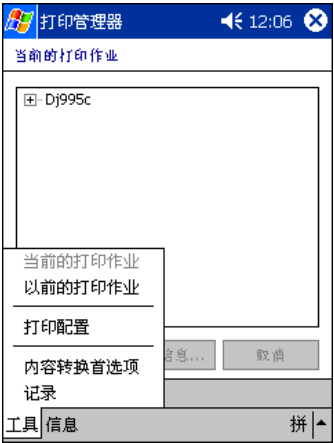 打印管理器 12:06
当前的打印作业
Dj995c
当前的打印作业
以前的打印作业
打印配置
内容转换首选项
记录
信息... 取消
工具 信息 拼